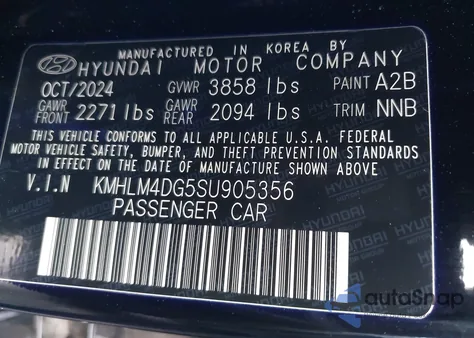 MANUFACTURED IN KOREA BY
HYUNDAI MOTOR COMPANY
OCT/2024 GVWR 3858 lbs PAINT A2B
GAWR FRONT 2271 lbs GAWR REAR 2094 lbs TRIM NNB
THIS VEHICLE CONFORMS TO ALL APPLICABLE U.S.A. FEDERAL
MOTOR VEHICLE SAFETY, BUMPER, AND THEFT PREVENTION STANDARDS
IN EFFECT ON THE DATE OF MANUFACTURE SHOWN ABOVE.
V.I.N KMHLM4DG5SU905356
PASSENGER CAR
autoSnap